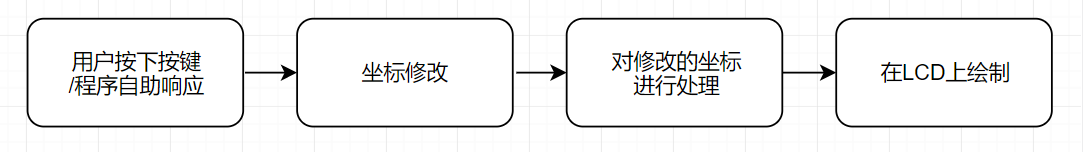 用户按下按键
/程序自助响应
坐标修改
对修改的坐标
进行处理
在LCD上绘制